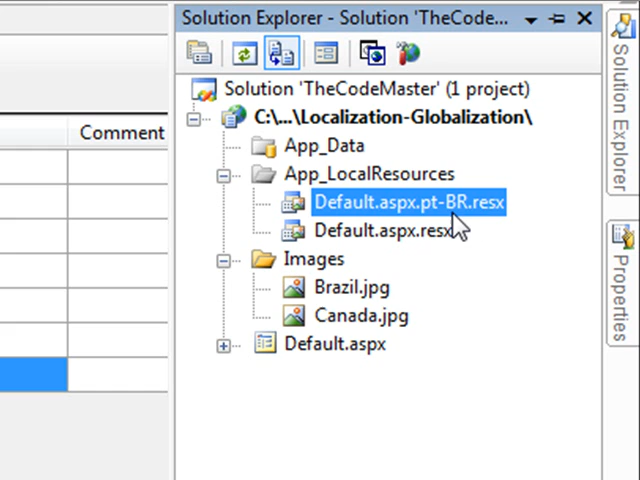 Solution Explorer - Solution 'TheCode...
Solution 'TheCodeMaster' (1 project)
C:\...\Localization-Globalization\
Comment
App_Data
App_LocalResources
Default.aspx.pt-BR.resx
Default.aspx.resx
Images
Brazil.jpg
Canada.jpg
Default.aspx
Solution Explorer
Properties